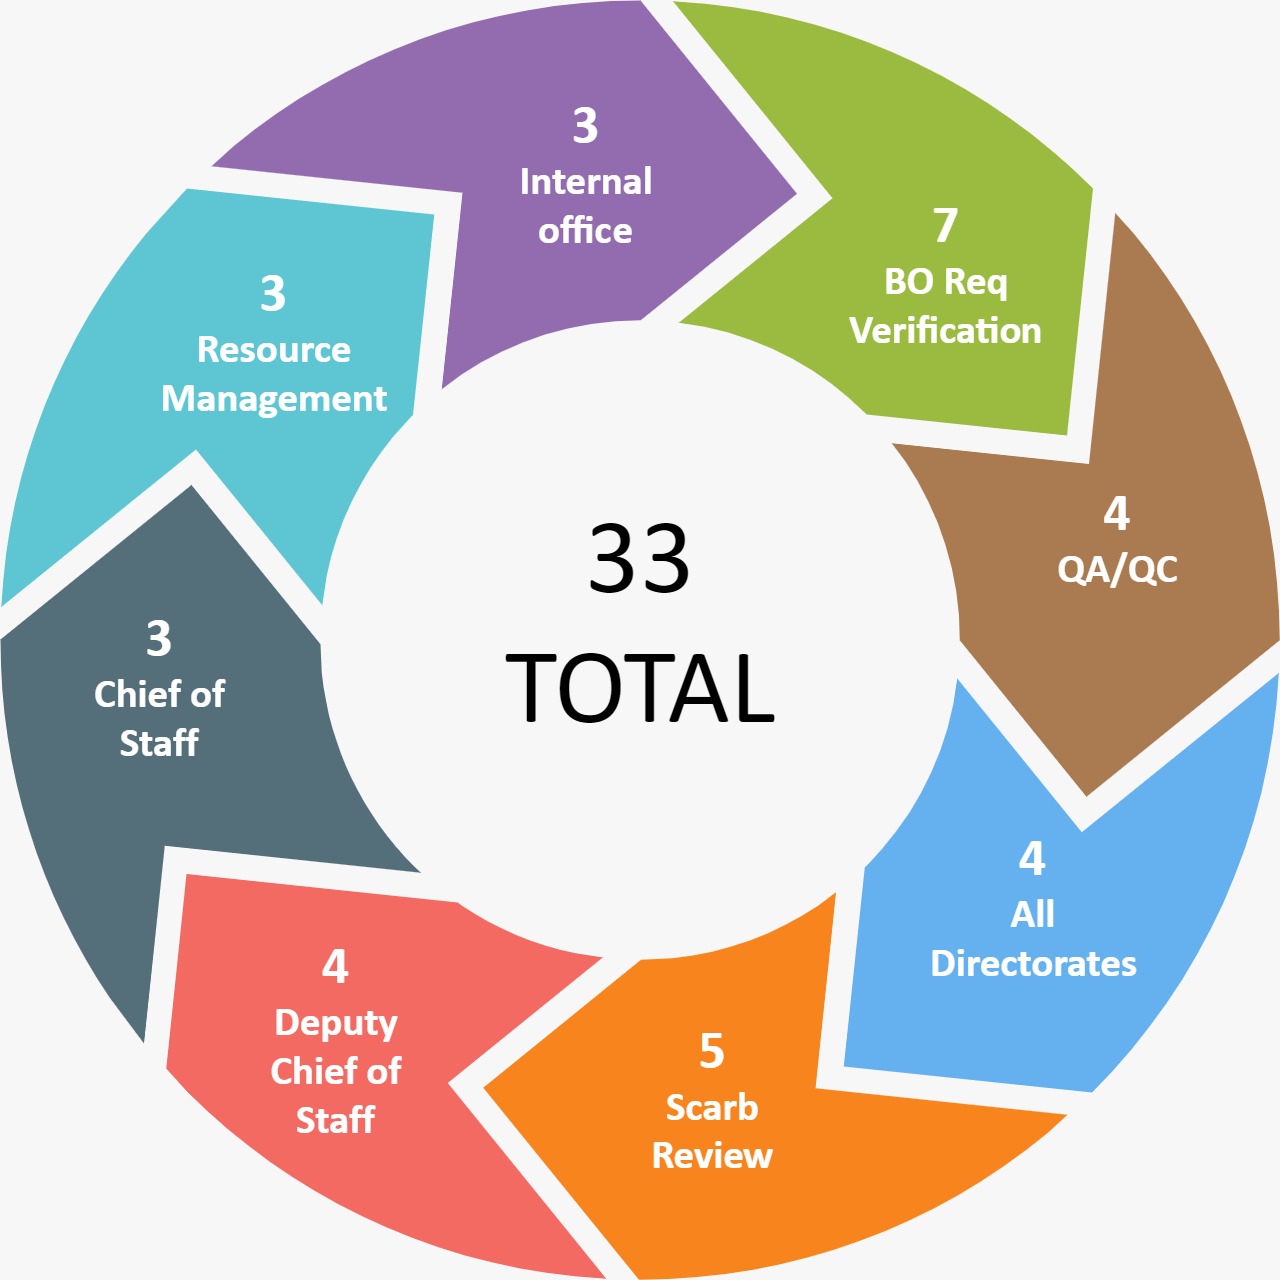 3
Internal
office
7
BO Req
Verification
4
QA/QC
4
All
Directorates
5
Scarb
Review
4
Deputy
Chief of
Staff
3
Chief of
Staff
3
Resource
Management
33
TOTAL